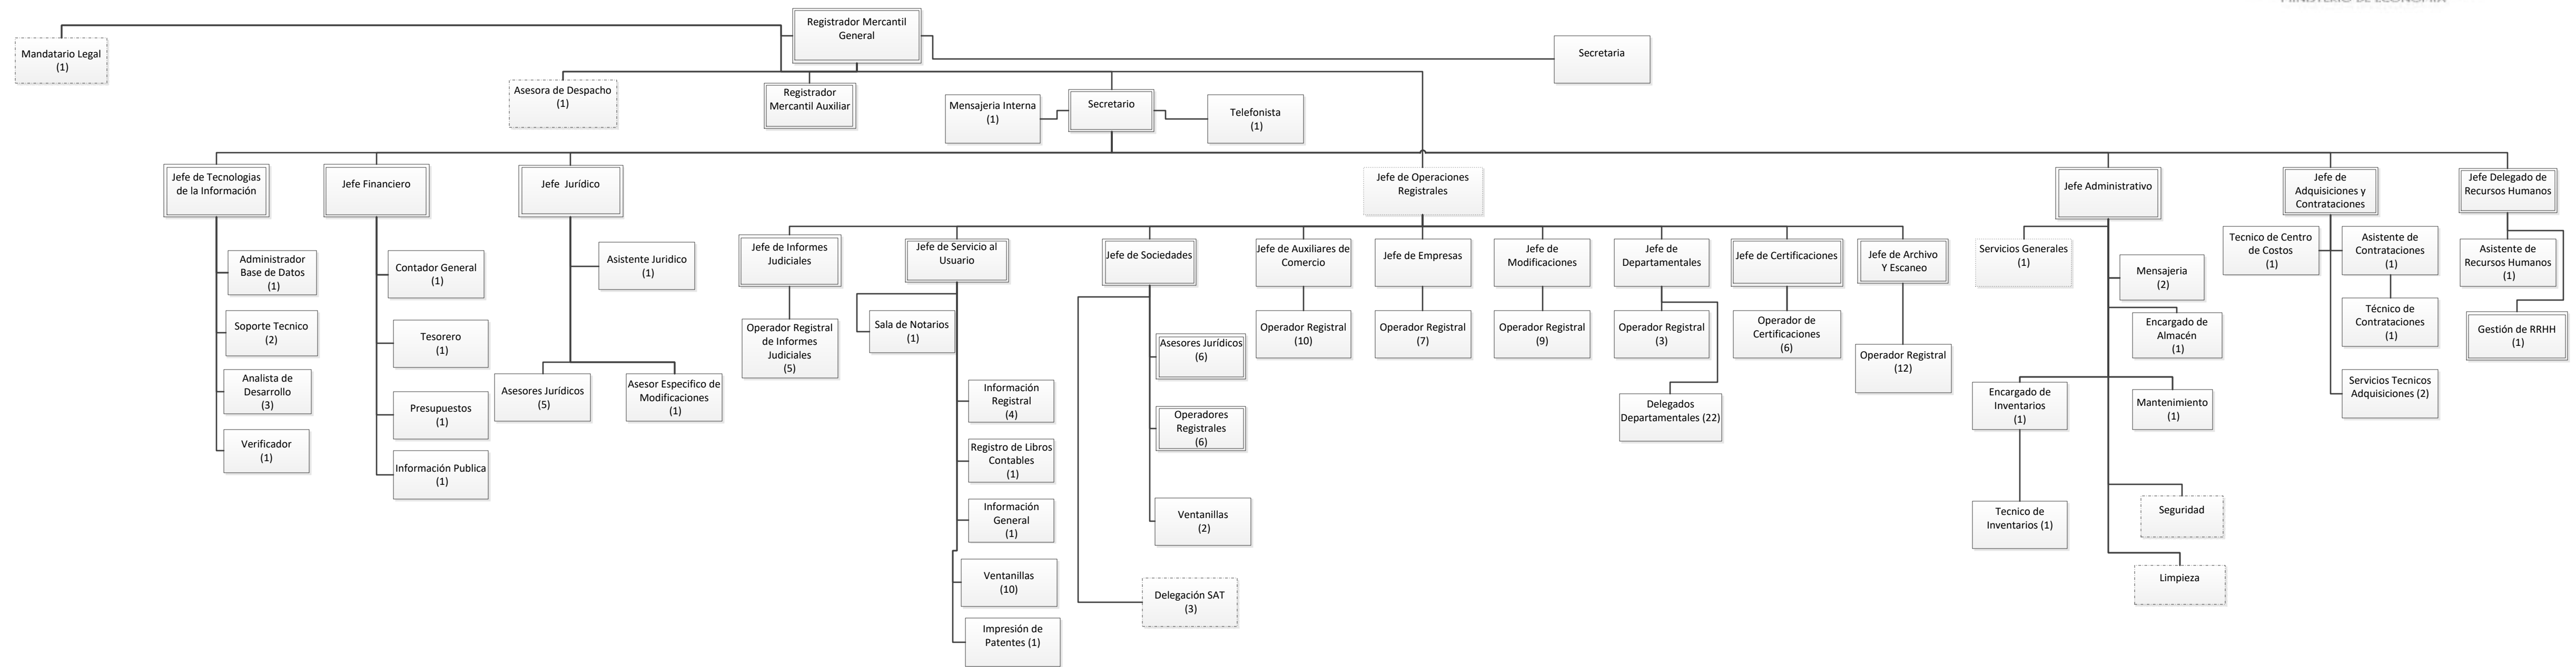 MINISTERIO DE ECONOMIA
Registrador Mercantil
General
Mandatario Legal
(1)
Secretaria
Asesora de Despacho
(1)
Registrador
Mercantil Auxiliar
Mensajeria Interna
(1)
Secretario
Telefonista
(1)
Jefe de Tecnologias
de la Información
Jefe Financiero
Jefe  Jurídico
Jefe de Operaciones
Registrales
Jefe Administrativo
Jefe de
Adquisiciones y
Contrataciones
Jefe Delegado de
Recursos Humanos
Administrador
Base de Datos
(1)
Soporte Tecnico
(2)
Analista de
Desarrollo
(3)
Verificador
(1)
Contador General
(1)
Tesorero
(1)
Presupuestos
(1)
Información Publica
(1)
Asistente Juridico
(1)
Asesores Jurídicos
(5)
Asesor Especifico de
Modificaciones
(1)
Jefe de Informes
Judiciales
Operador Registral
de Informes
Judiciales
(5)
Jefe de Servicio al
Usuario
Sala de Notarios
(1)
Información
Registral
(4)
Registro de Libros
Contables
(1)
Información
General
(1)
Ventanillas
(10)
Impresión de
Patentes (1)
Jefe de Sociedades
Asesores Jurídicos
(6)
Operadores
Registrales
(6)
Ventanillas
(2)
Delegación SAT
(3)
Jefe de Auxiliares de
Comercio
Operador Registral
(10)
Jefe de Empresas
Operador Registral
(7)
Jefe de
Modificaciones
Operador Registral
(9)
Jefe de
Departamentales
Operador Registral
(3)
Delegados
Departamentales (22)
Jefe de Certificaciones
Operador de
Certificaciones
(6)
Jefe de Archivo
Y Escaneo
Operador Registral
(12)
Servicios Generales
(1)
Mensajeria
(2)
Encargado de
Almacén
(1)
Encargado de
Inventarios
(1)
Mantenimiento
(1)
Tecnico de
Inventarios (1)
Seguridad
Limpieza
Tecnico de Centro
de Costos
(1)
Asistente de
Contrataciones
(1)
Técnico de
Contrataciones
(1)
Servicios Tecnicos
Adquisiciones (2)
Asistente de
Recursos Humanos
(1)
Gestión de RRHH
(1)